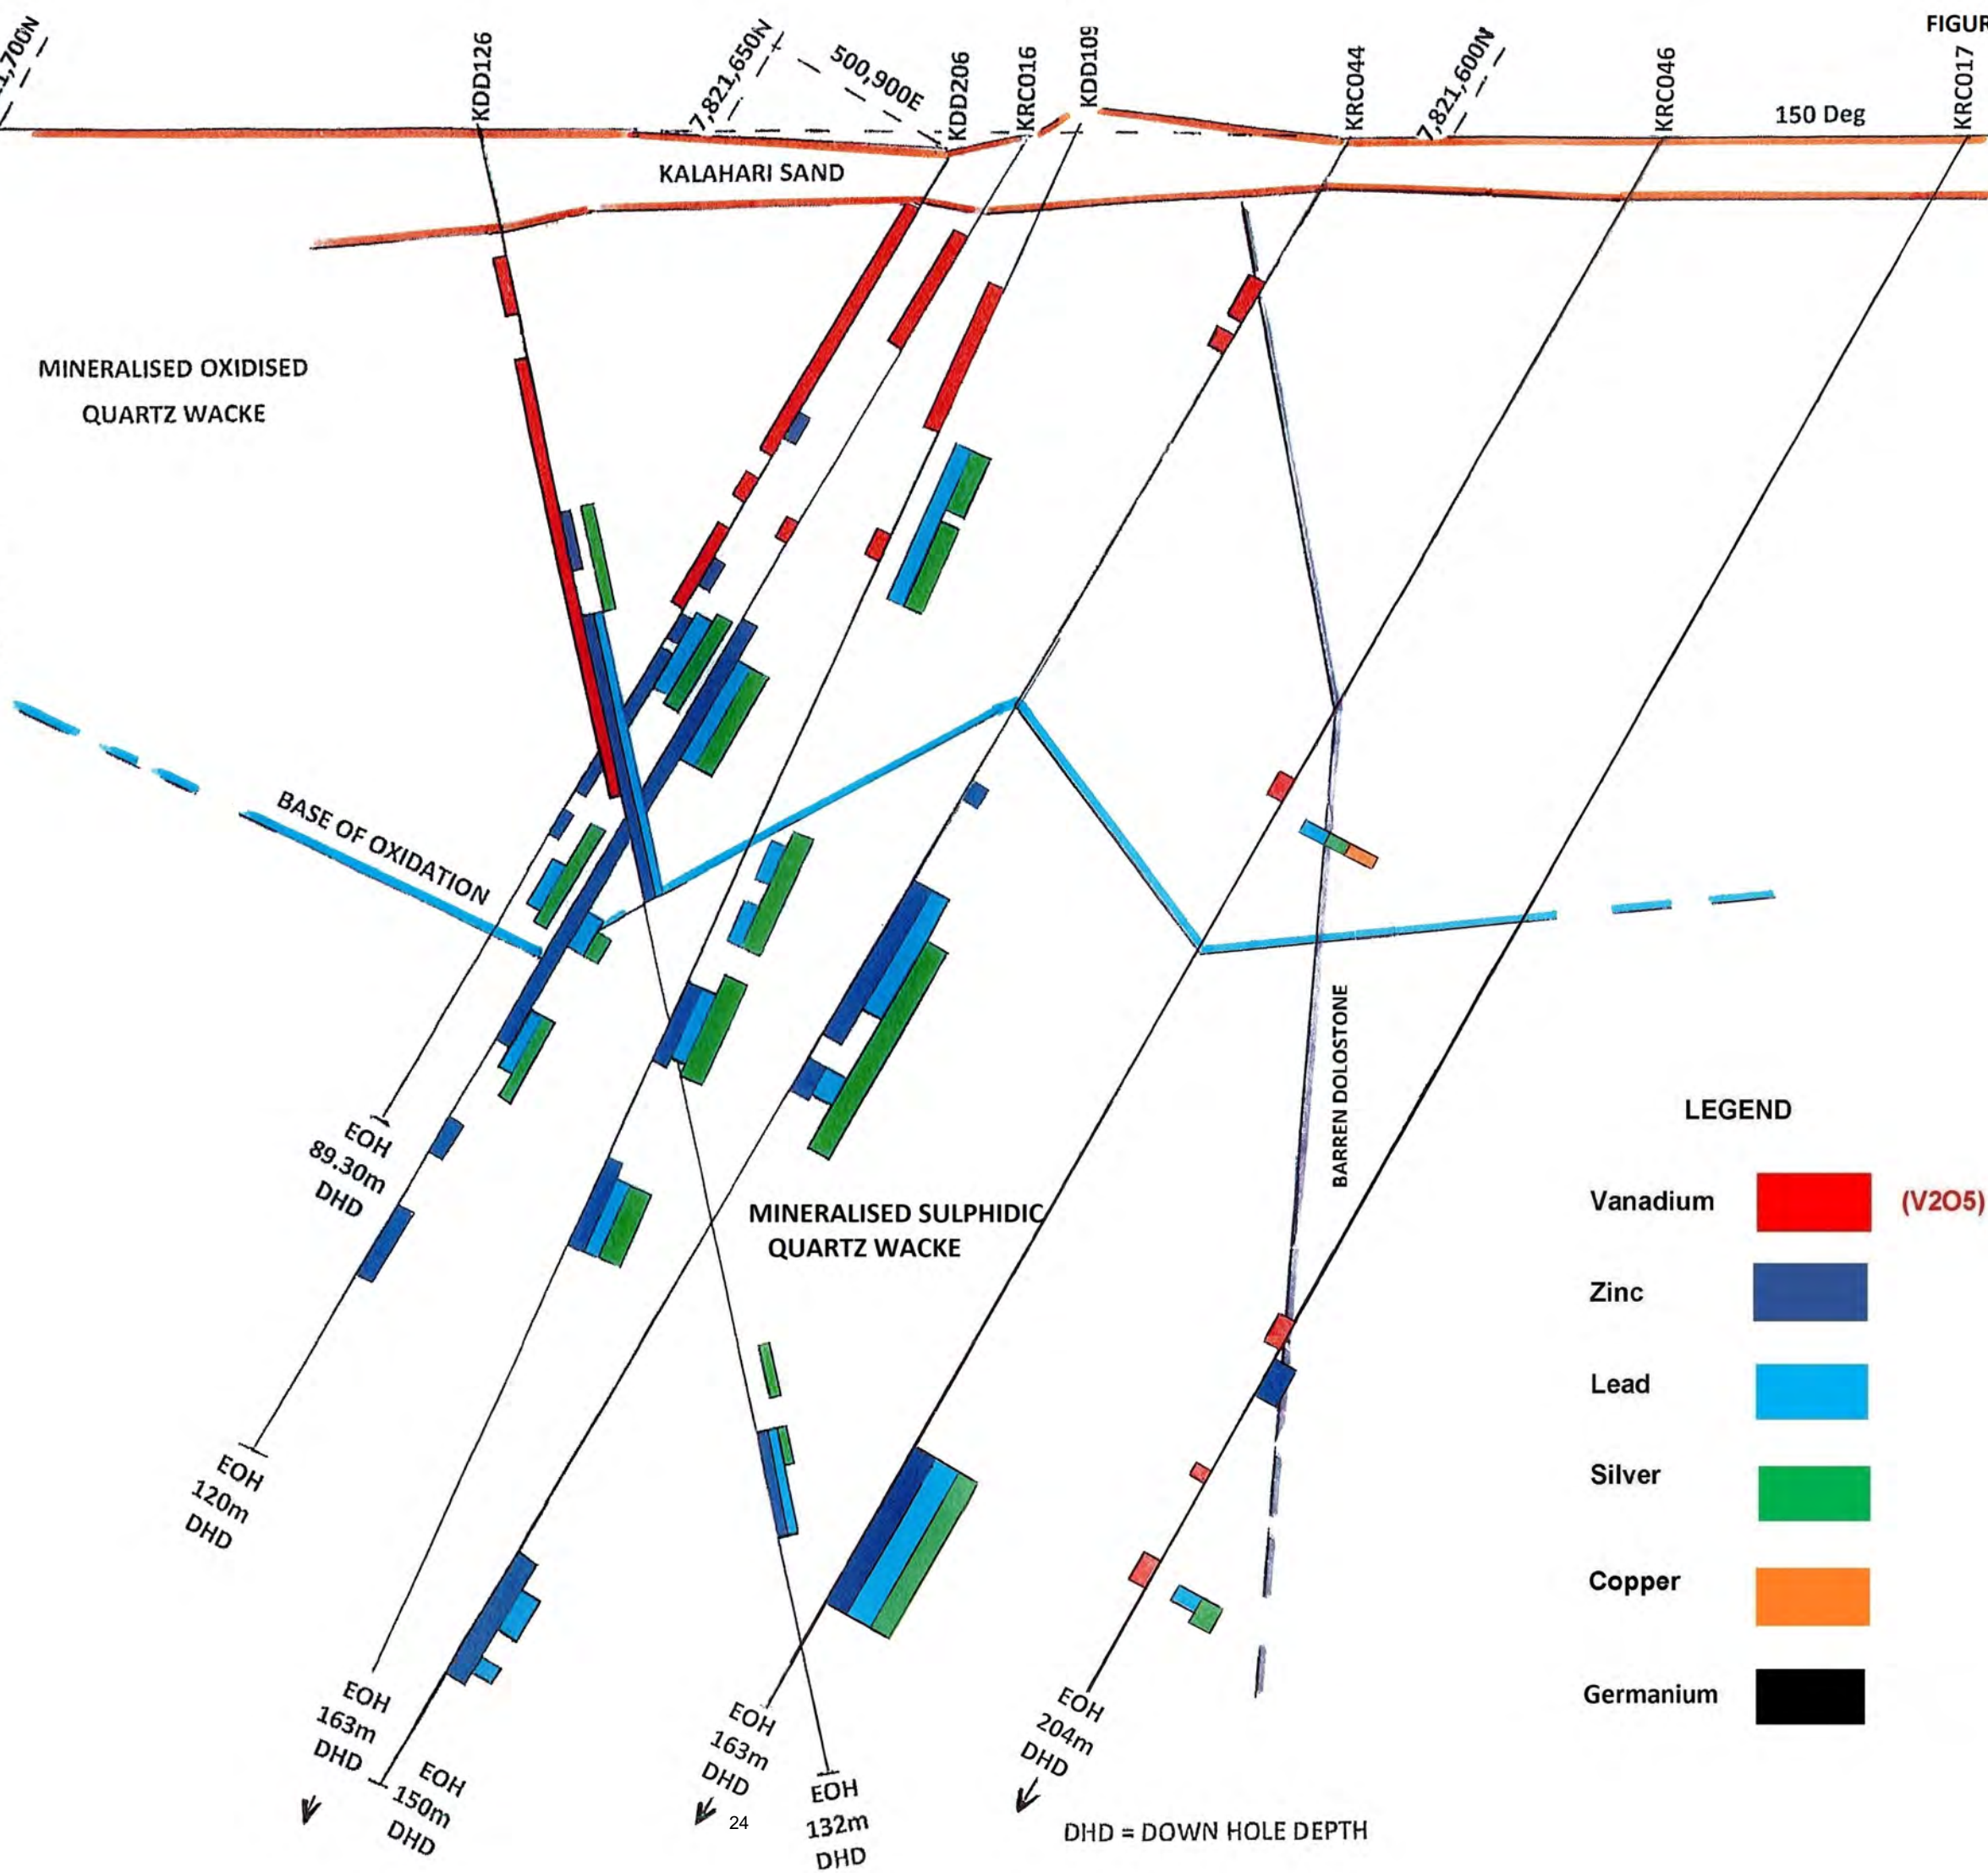 FIGUR
1,700N
KDD126
7,821,650N
500,900E
KDD206
KRC016
KDD109
KRC044
7,821,600N
KRC046
150 Deg
KRC017
KALAHARI SAND
MINERALISED OXIDISED
QUARTZ WACKE
BASE OF OXIDATION
BARREN DOLOSTONE
MINERALISED SULPHIDIC
QUARTZ WACKE
EOH
89.30m
DHD
EOH
120m
DHD
EOH
163m
DHD
EOH
150m
DHD
EOH
163m
DHD
EOH
132m
DHD
EOH
204m
DHD
LEGEND
Vanadium (V2O5)
Zinc
Lead
Silver
Copper
Germanium
24
DHD = DOWN HOLE DEPTH